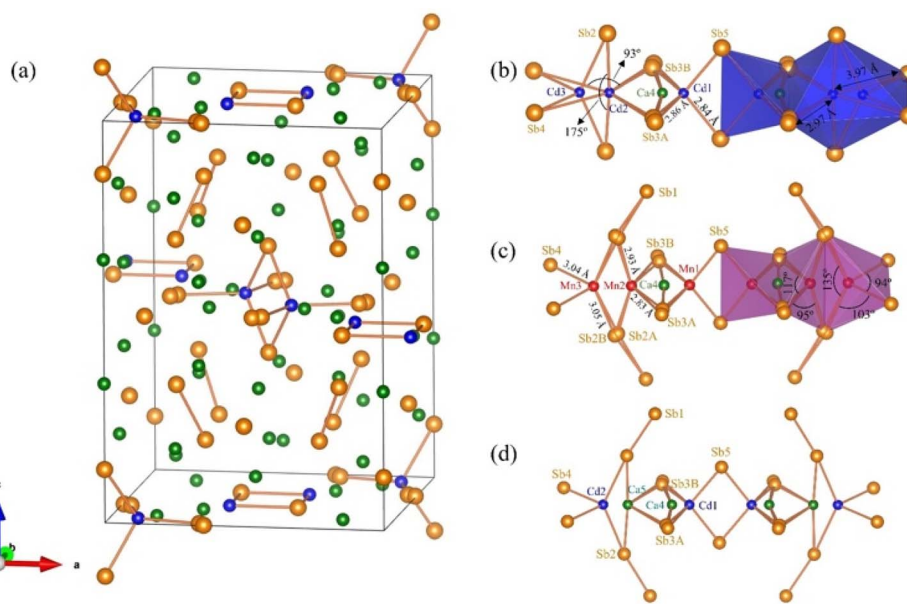 (a)
c
b
a
(b)
Sb2
93°
Sb3B
Sb5
Cd3
Cd2
Ca4
Cd1
Sb4
175°
Sb3A
2.86 Å
2.84 Å
3.97 Å
2.97 Å
(c)
Sb1
Sb4
3.04 Å
2.93 Å
Sb3B
Sb5
Mn1
Mn3
Mn2
Ca4
2.83 Å
3.05 Å
Sb3A
Sb2B
Sb2A
117°
135°
94°
95°
103°
(d)
Sb1
Sb4
Sb5
Sb3B
Cd2
Ca5
Ca4
Cd1
Sb3A
Sb2